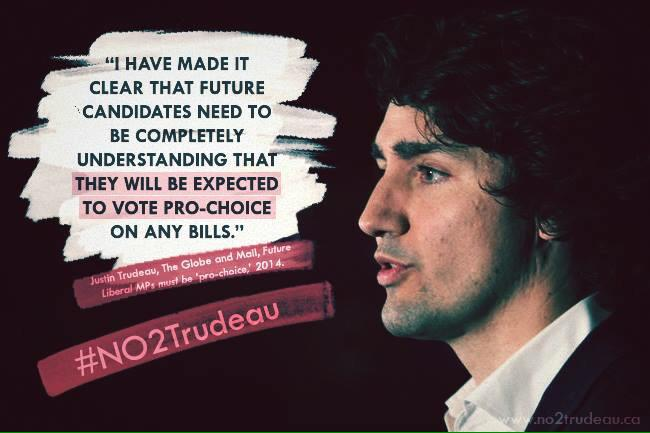 “I HAVE MADE IT
CLEAR THAT FUTURE
CANDIDATES NEED TO
BE COMPLETELY
UNDERSTANDING THAT
THEY WILL BE EXPECTED
TO VOTE PRO-CHOICE
ON ANY BILLS.”
Justin Trudeau, The Globe and Mail, Future
Liberal MPs must be 'pro-choice,' 2014.
#NO2Trudeau
www.no2trudeau.ca